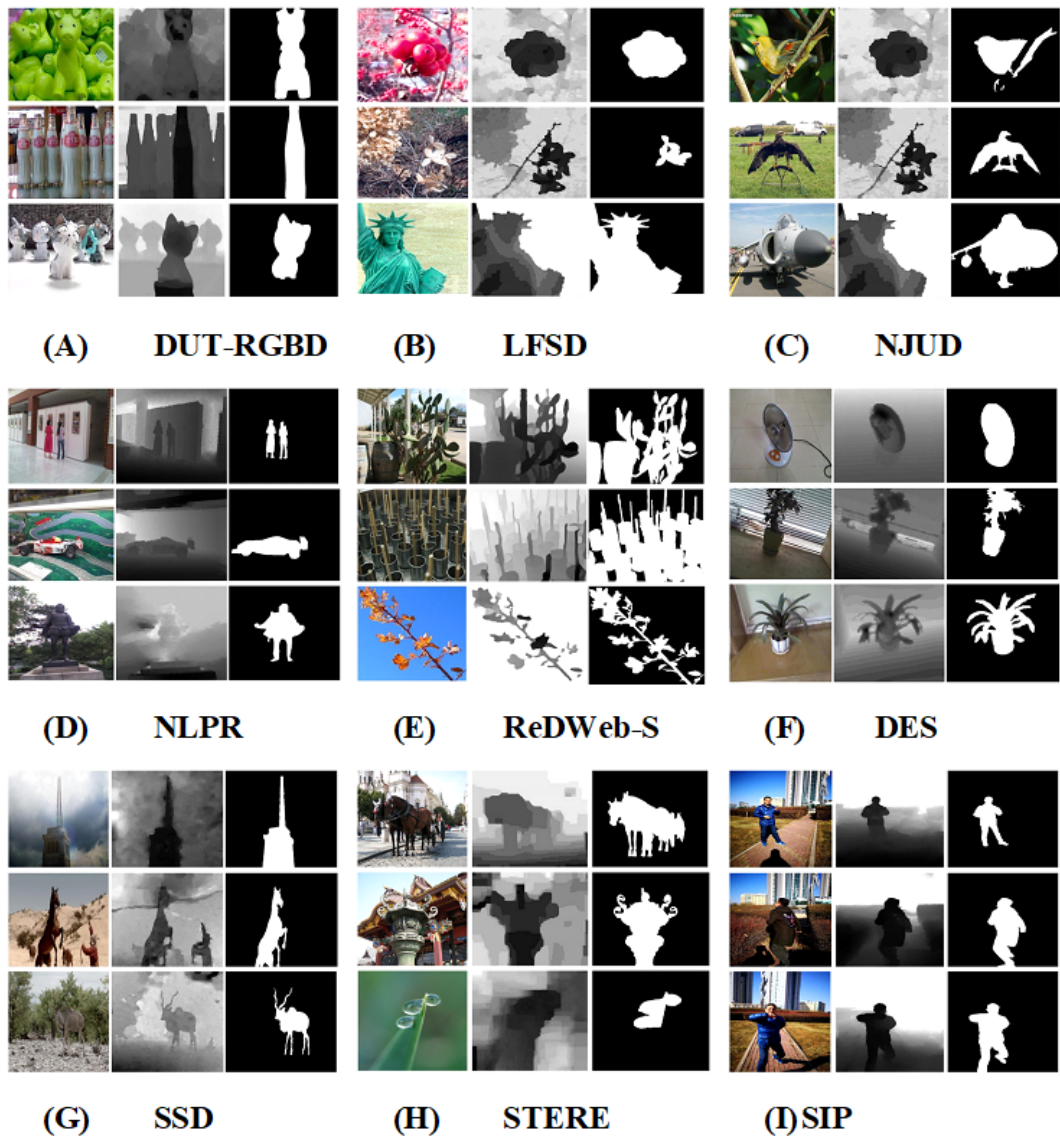 (A) DUT-RGBD (B) LFSD (C) NJUD
(D) NLPR (E) ReDWeb-S (F) DES
(G) SSD (H) STERE (I) SIP